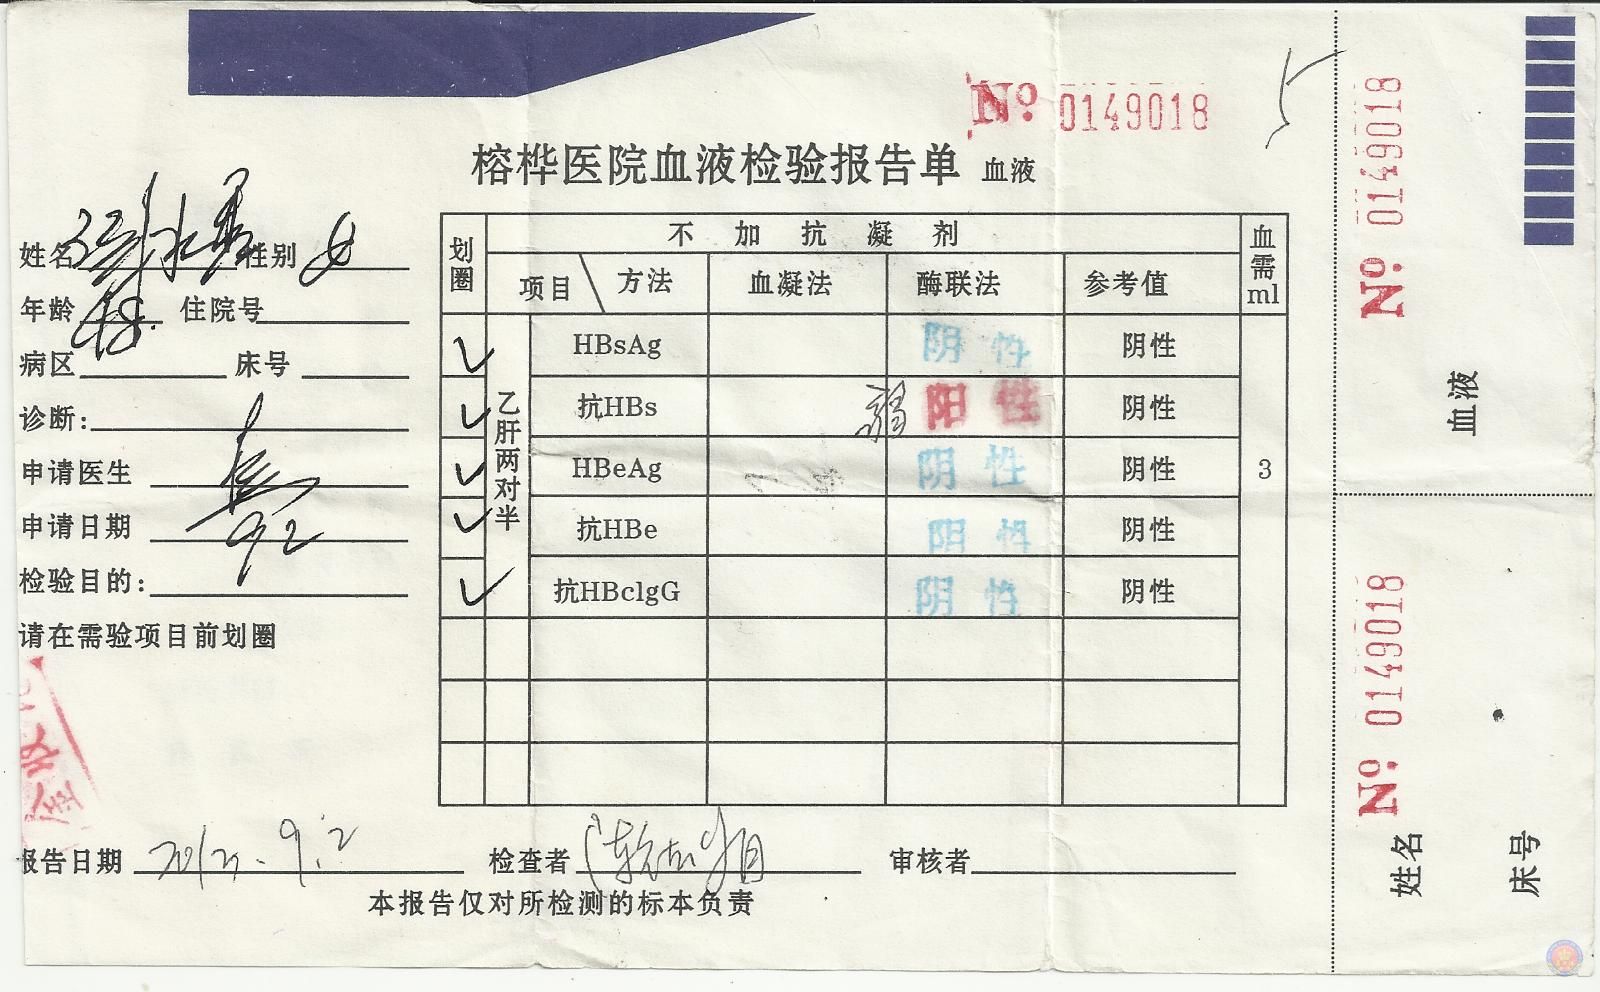 № 0149018
榕桦医院血液检验报告单 血液
姓名 性别 女
年龄 48. 住院号
病区 床号
诊断:
申请医生
申请日期 9 2
检验目的:
请在需验项目前划圈
划圈 不加抗凝剂 血需ml
项目 方法 血凝法 酶联法 参考值
乙肝两对半
HBsAg 阴性 阴性
抗HBs 弱 阳性 阴性
HBeAg 阴性 阴性 3
抗HBe 阴性 阴性
抗HBclgG 阴性 阴性
报告日期 9.2 检查者 审核者
本报告仅对所检测的标本负责
№ 0149018
血液
№ 0149018
姓名
床号